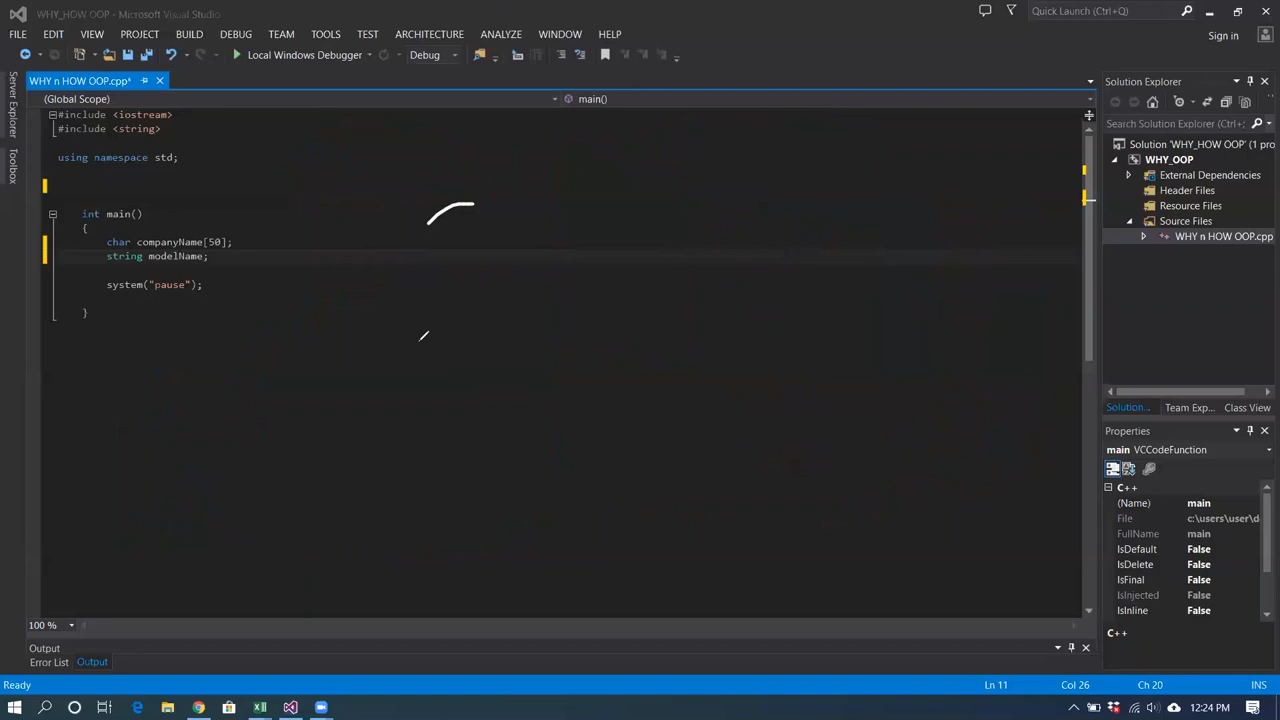 WHY_HOW OOP - Microsoft Visual Studio
Quick Launch (Ctrl+Q)
FILE EDIT VIEW PROJECT BUILD DEBUG TEAM TOOLS TEST ARCHITECTURE ANALYZE WINDOW HELP
Sign in
Local Windows Debugger
Debug
Server Explorer
Toolbox
WHY n HOW OOP.cpp*
(Global Scope)
main()
#include <iostream>
#include <string>
using namespace std;
int main()
{
char companyName[50];
string modelName;
system("pause");
}
100 %
Solution Explorer
Search Solution Explorer (Ctrl+;
Solution 'WHY_HOW OOP' (1 pro
WHY_OOP
External Dependencies
Header Files
Resource Files
Source Files
WHY n HOW OOP.cpp
Solution... Team Exp... Class View
Properties
main VCCodeFunction
C++
(Name) main
File c:\users\user\d
FullName main
IsDefault False
IsDelete False
IsFinal False
IsInjected False
IsInline False
C++
Output
Error List Output
Ready
Ln 11
Col 26
Ch 20
INS
12:24 PM